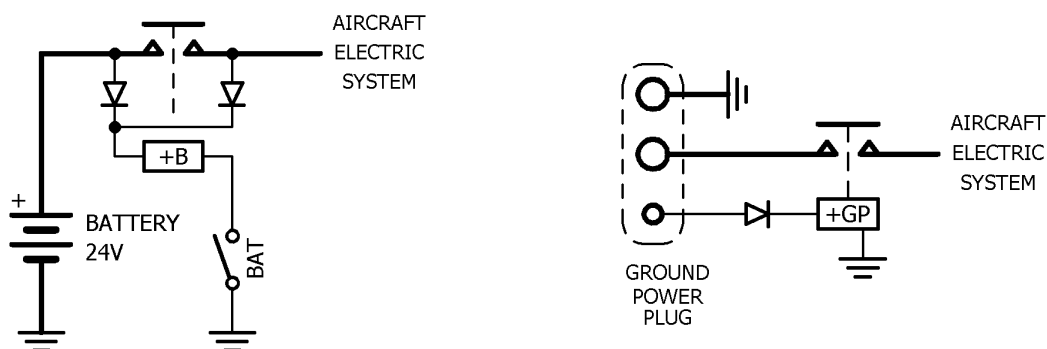 AIRCRAFT
ELECTRIC
SYSTEM
+B
+
BATTERY
24V
BAT
AIRCRAFT
ELECTRIC
SYSTEM
+GP
GROUND
POWER
PLUG